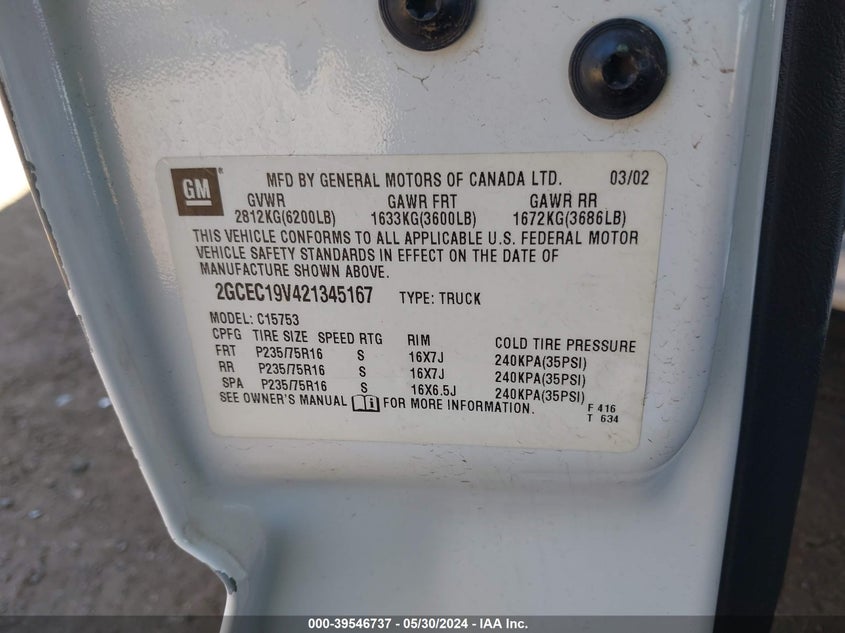 GM
MFD BY GENERAL MOTORS OF CANADA LTD. 03/02
GVWR GAWR FRT GAWR RR
2812KG(6200LB) 1633KG(3600LB) 1672KG(3686LB)
THIS VEHICLE CONFORMS TO ALL APPLICABLE U.S. FEDERAL MOTOR
VEHICLE SAFETY STANDARDS IN EFFECT ON THE DATE OF
MANUFACTURE SHOWN ABOVE.
2GCEC19V421345167 TYPE: TRUCK
MODEL: C15753
CPFG TIRE SIZE SPEED RTG RIM COLD TIRE PRESSURE
FRT P235/75R16 S 16X7J 240KPA(35PSI)
RR P235/75R16 S 16X7J 240KPA(35PSI)
SPA P235/75R16 S 16X6.5J 240KPA(35PSI)
SEE OWNER'S MANUAL FOR MORE INFORMATION.
F 416
T 634
000-39546737 - 05/30/2024 - IAA Inc.